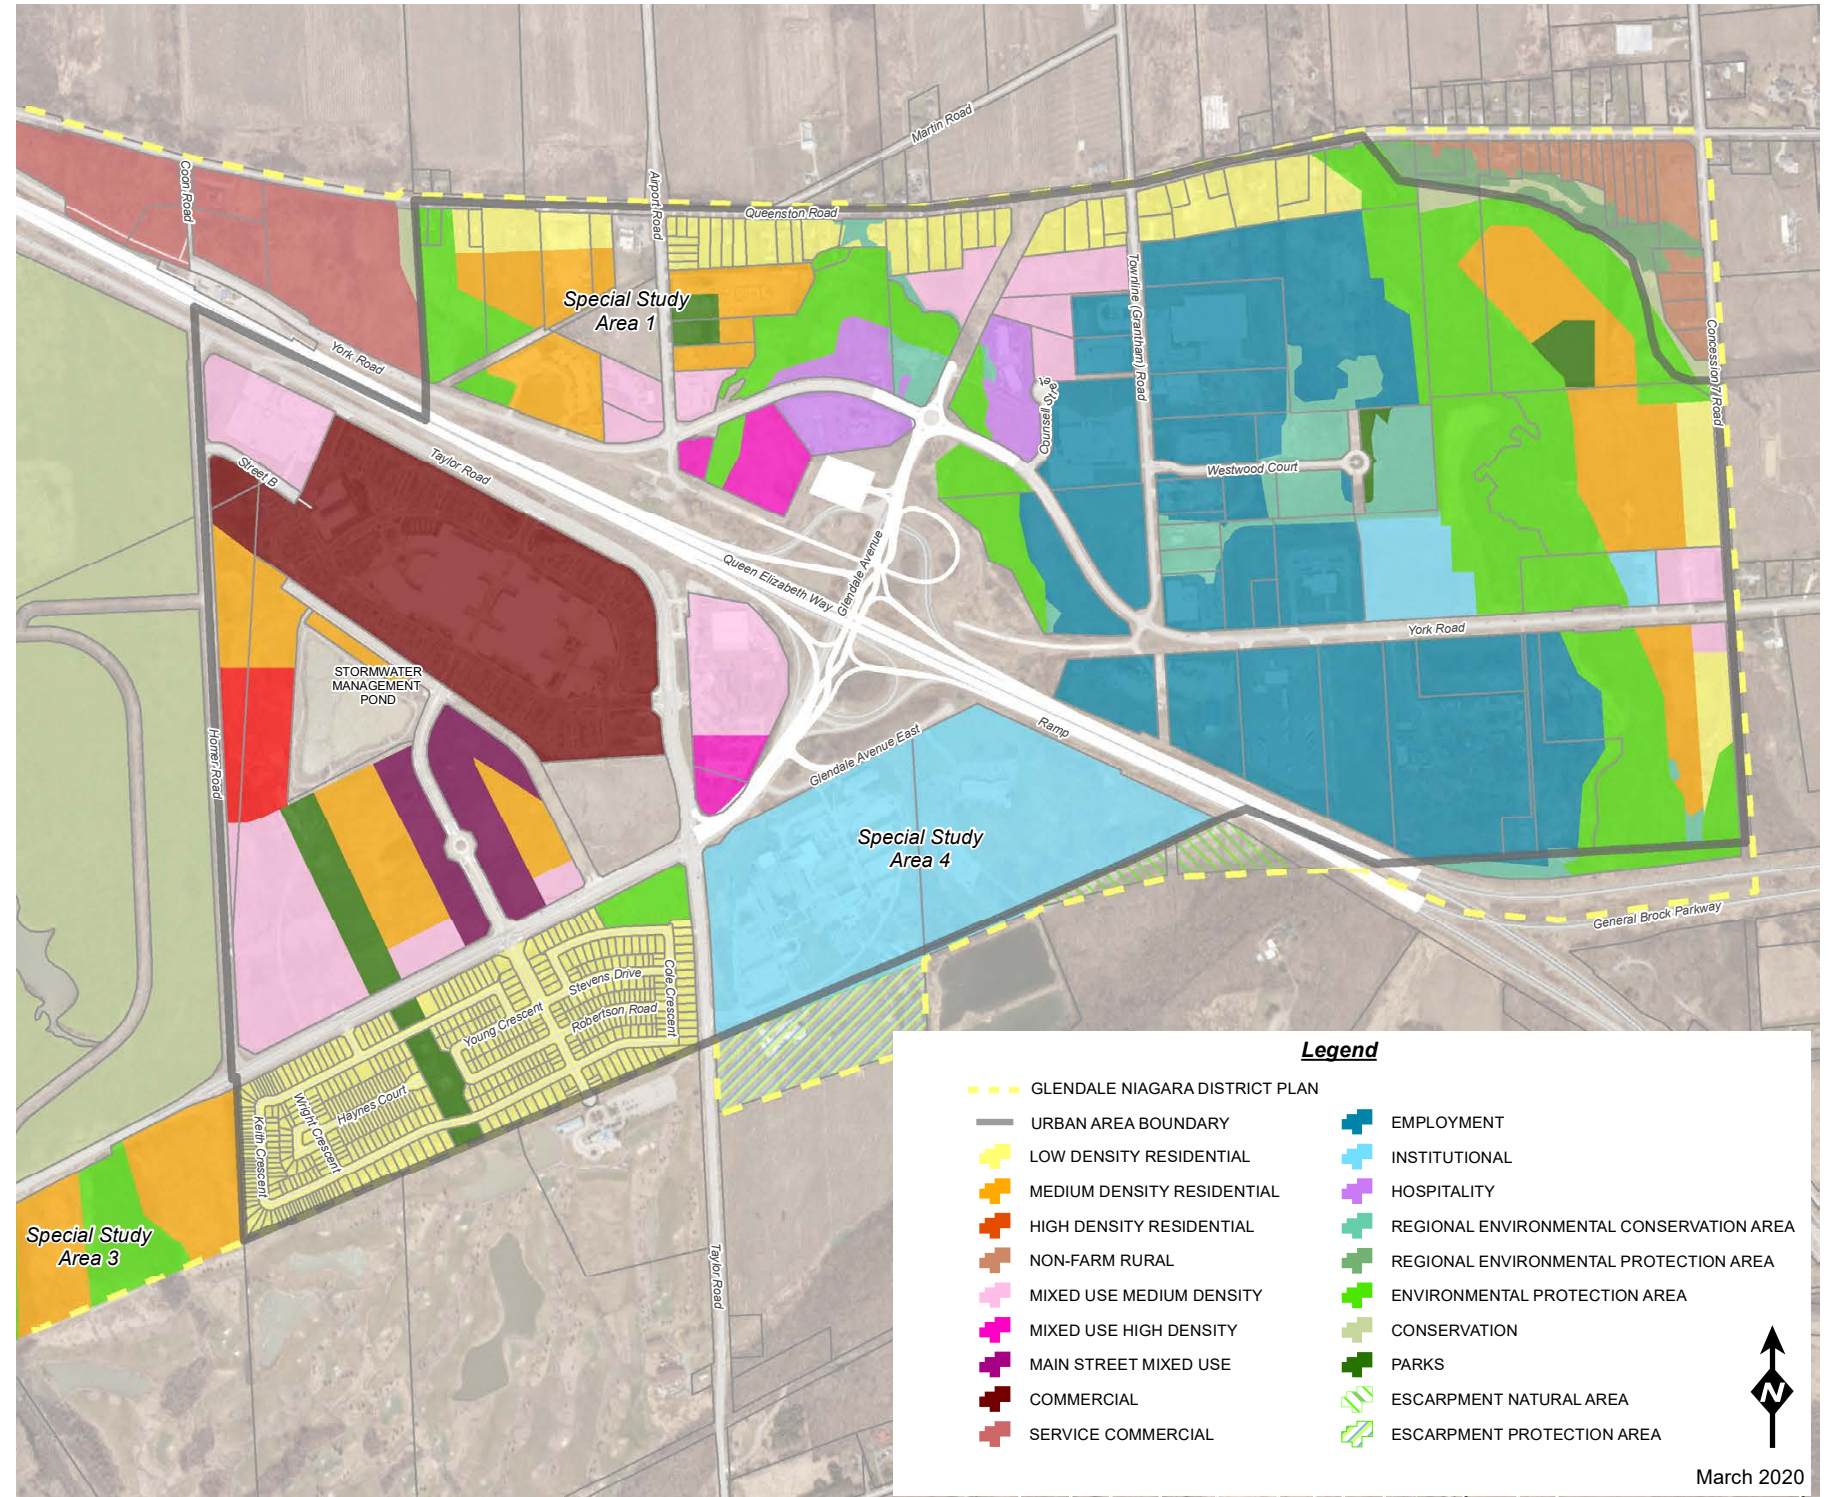 Martin Road
Coon Road
Airport Road
Queenston Road
Special Study
Area 1
Townline (Grantham) Road
Concession 7 Road
York Road
Counsell Street
Taylor Road
Street B
Westwood Court
Queen Elizabeth Way
Glendale Avenue
York Road
STORMWATER
MANAGEMENT
POND
Homer Road
Ramp
Glendale Avenue East
Special Study
Area 4
General Brock Parkway
Stevens Drive
Cole Crescent
Young Crescent
Robertson Road
Haynes Court
Wright Crescent
Keith Crescent
Special Study
Area 3
Taylor Road
Legend
GLENDALE NIAGARA DISTRICT PLAN
URBAN AREA BOUNDARY
LOW DENSITY RESIDENTIAL
MEDIUM DENSITY RESIDENTIAL
HIGH DENSITY RESIDENTIAL
NON-FARM RURAL
MIXED USE MEDIUM DENSITY
MIXED USE HIGH DENSITY
MAIN STREET MIXED USE
COMMERCIAL
SERVICE COMMERCIAL
EMPLOYMENT
INSTITUTIONAL
HOSPITALITY
REGIONAL ENVIRONMENTAL CONSERVATION AREA
REGIONAL ENVIRONMENTAL PROTECTION AREA
ENVIRONMENTAL PROTECTION AREA
CONSERVATION
PARKS
ESCARPMENT NATURAL AREA
ESCARPMENT PROTECTION AREA
N
March 2020